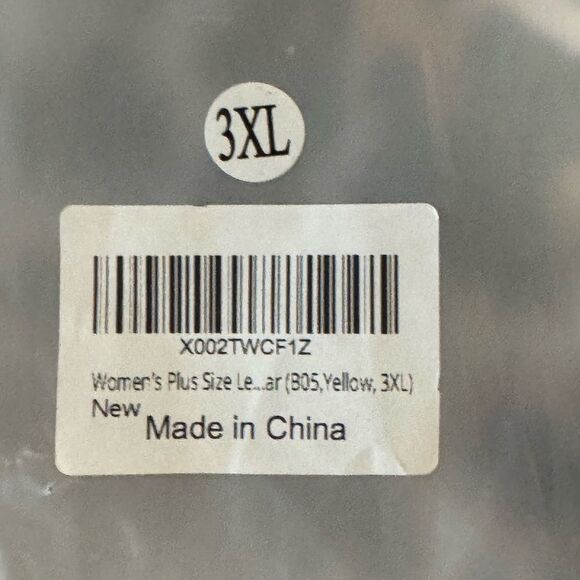 3XL
X002TWCF1Z
Women's Plus Size Le...ar (B05,Yellow, 3XL)
New
Made in China